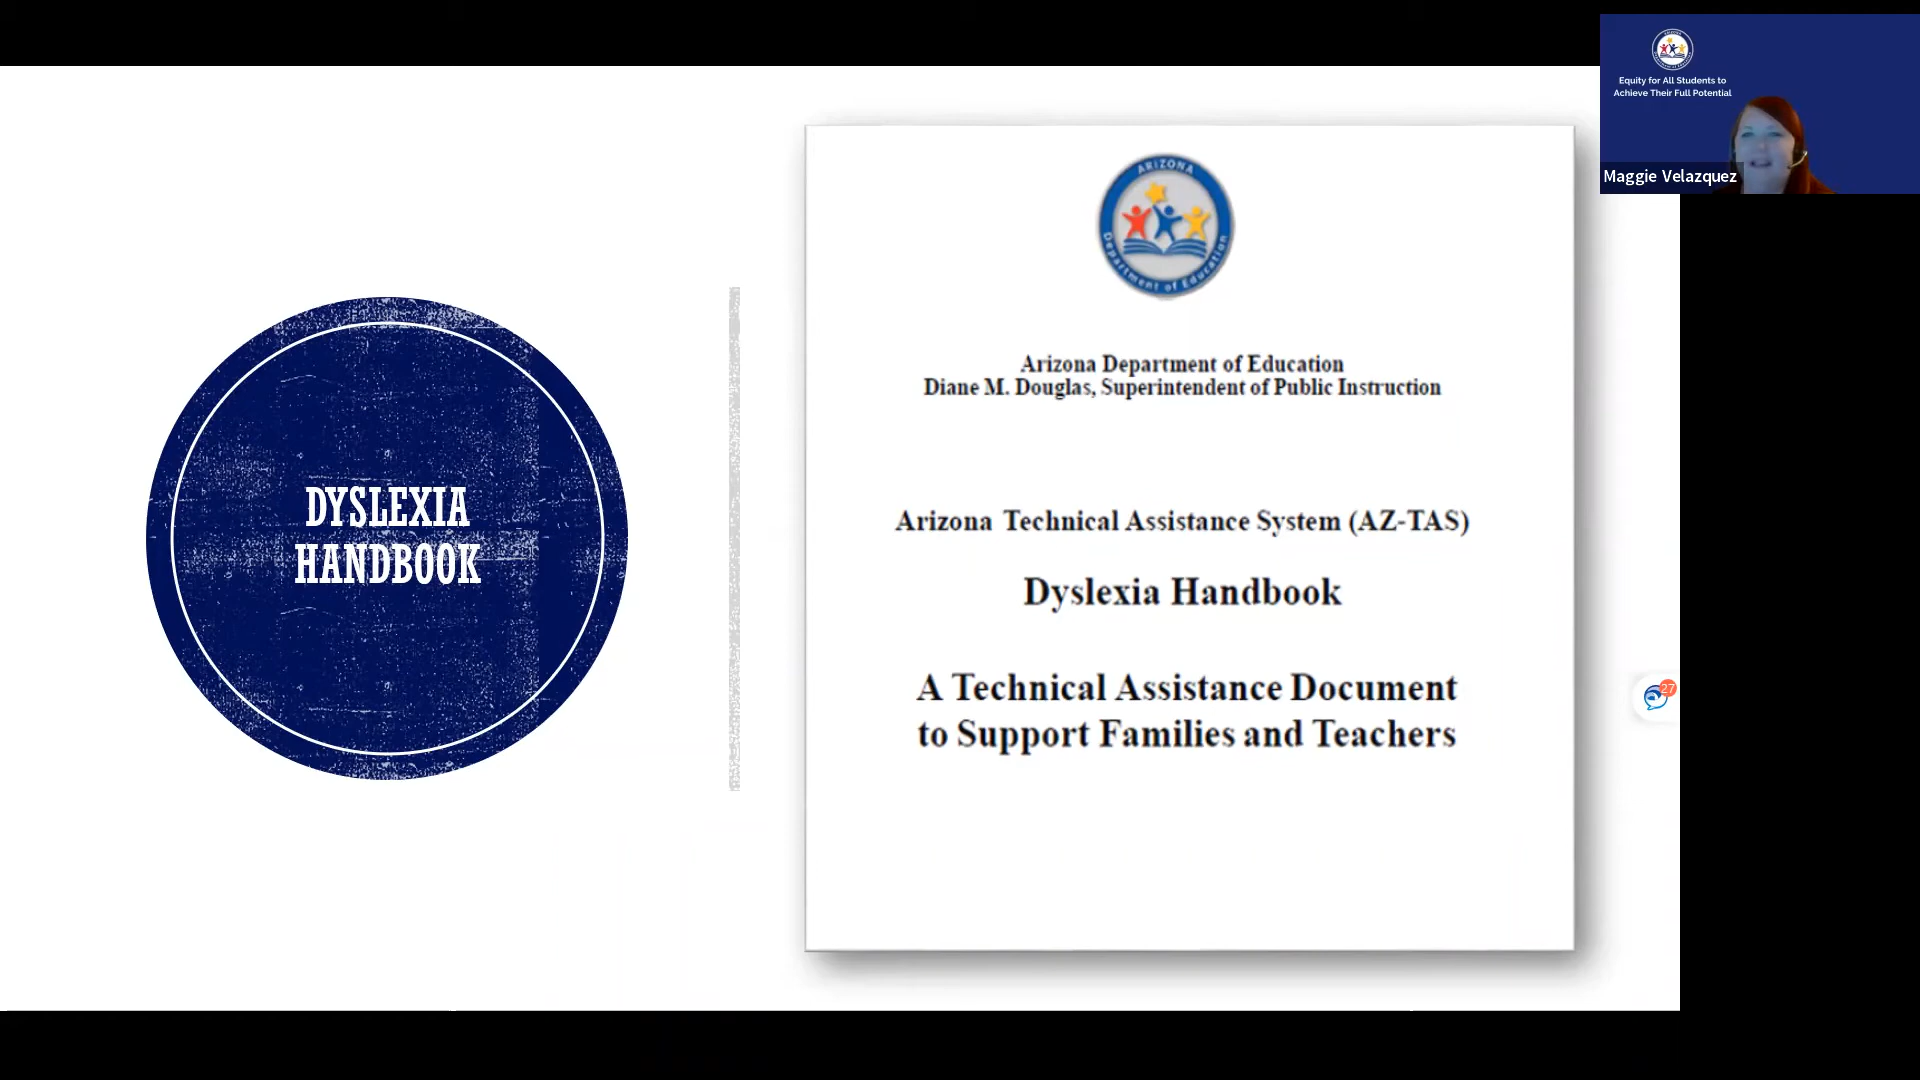 Equity for All Students to
Achieve Their Full Potential
Maggie Velazquez
DYSLEXIA
HANDBOOK
ARIZONA
Department of Education
Arizona Department of Education
Diane M. Douglas, Superintendent of Public Instruction
Arizona Technical Assistance System (AZ-TAS)
Dyslexia Handbook
A Technical Assistance Document
to Support Families and Teachers
27